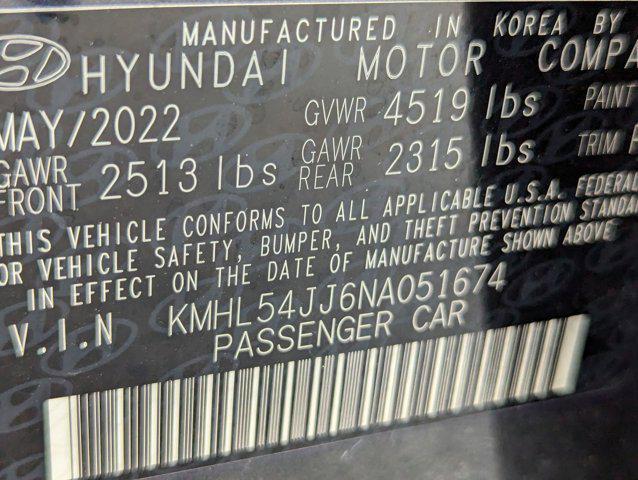 MANUFACTURED IN KOREA BY
HYUNDAI MOTOR COMPA
MAY/2022 GVWR 4519 lbs PAINT
GAWR FRONT 2513 lbs GAWR REAR 2315 lbs TRIM
THIS VEHICLE CONFORMS TO ALL APPLICABLE U.S.A. FEDERA
OR VEHICLE SAFETY, BUMPER, AND THEFT PREVENTION STANDA
IN EFFECT ON THE DATE OF MANUFACTURE SHOWN ABOVE
V.I.N KMHL54JJ6NA051674
PASSENGER CAR